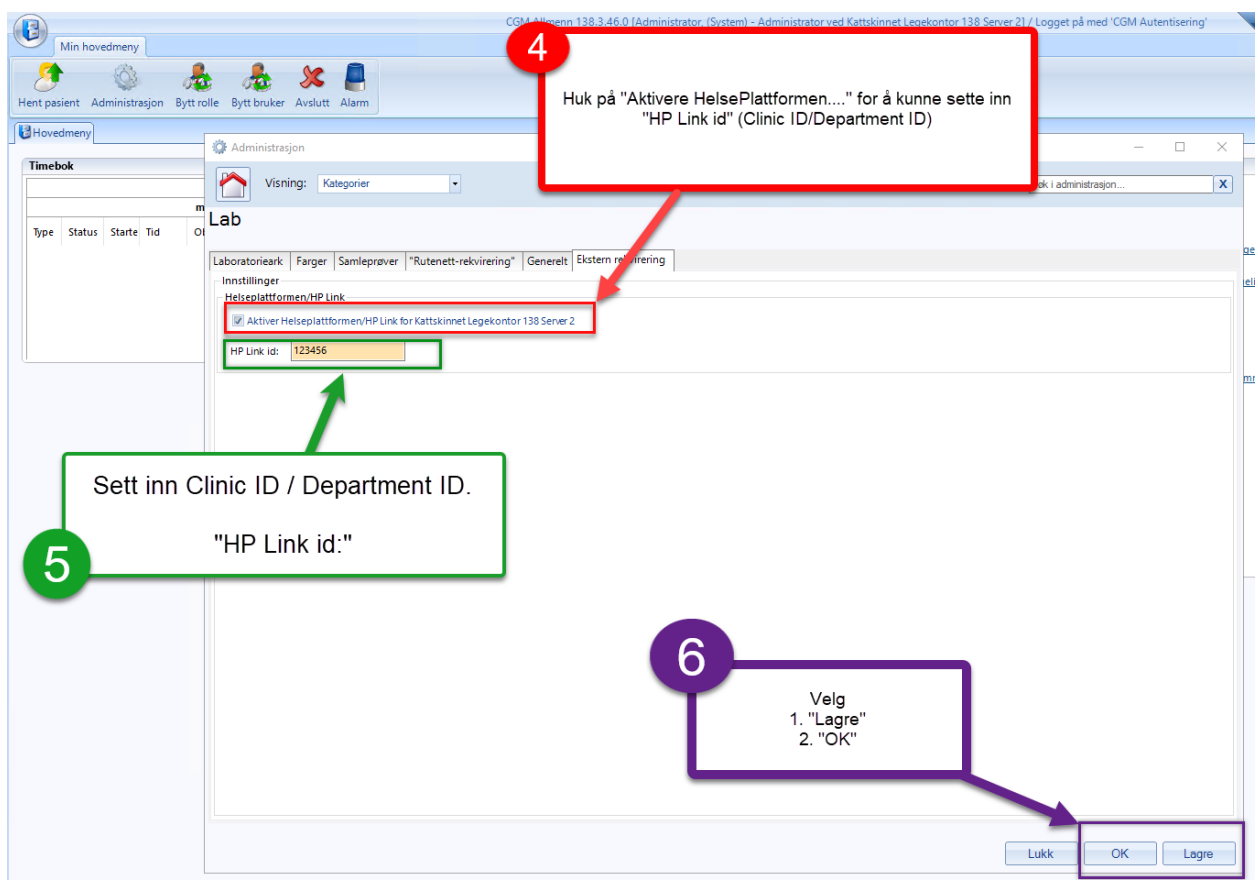 CGM Allmenn 138.3.46.0 [Administrator, (System) - Administrator ved Kattskinnet Legekontor 138 Server 2] / Logget på med 'CGM Autentisering'
Min hovedmeny
Hent pasient Administrasjon Bytt rolle Bytt bruker Avslutt Alarm
Hovedmeny
4
Huk på "Aktivere HelsePlattformen...." for å kunne sette inn
"HP Link id" (Clinic ID/Department ID)
Timebok
Type Status Starte Tid
Administrasjon
Visning: Kategorier
i administrasjon... X
Lab
Laboratorieark Farger Samleprøver "Rutenett-rekvirering" Generelt Ekstern rekvirering
Innstillinger
Helseplattformen/HP Link
Aktiver Helseplattformen/HP Link for Kattskinnet Legekontor 138 Server 2
HP Link id: 123456
Sett inn Clinic ID / Department ID.
"HP Link id:"
5
6
Velg
1. "Lagre"
2. "OK"
Lukk OK Lagre